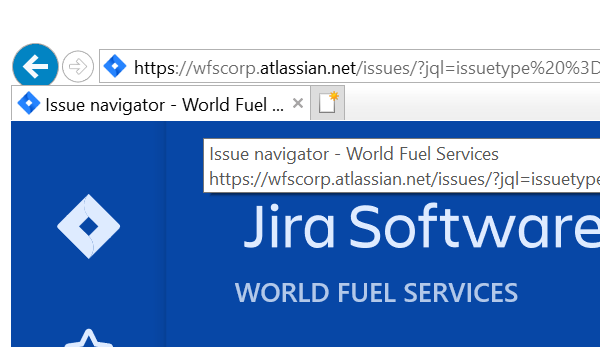 https://wfscorp.atlassian.net/issues/?jql=issuetype%20%3D
Issue navigator - World Fuel ...
Issue navigator - World Fuel Services
https://wfscorp.atlassian.net/issues/?jql=issuetype
Jira Software
WORLD FUEL SERVICES